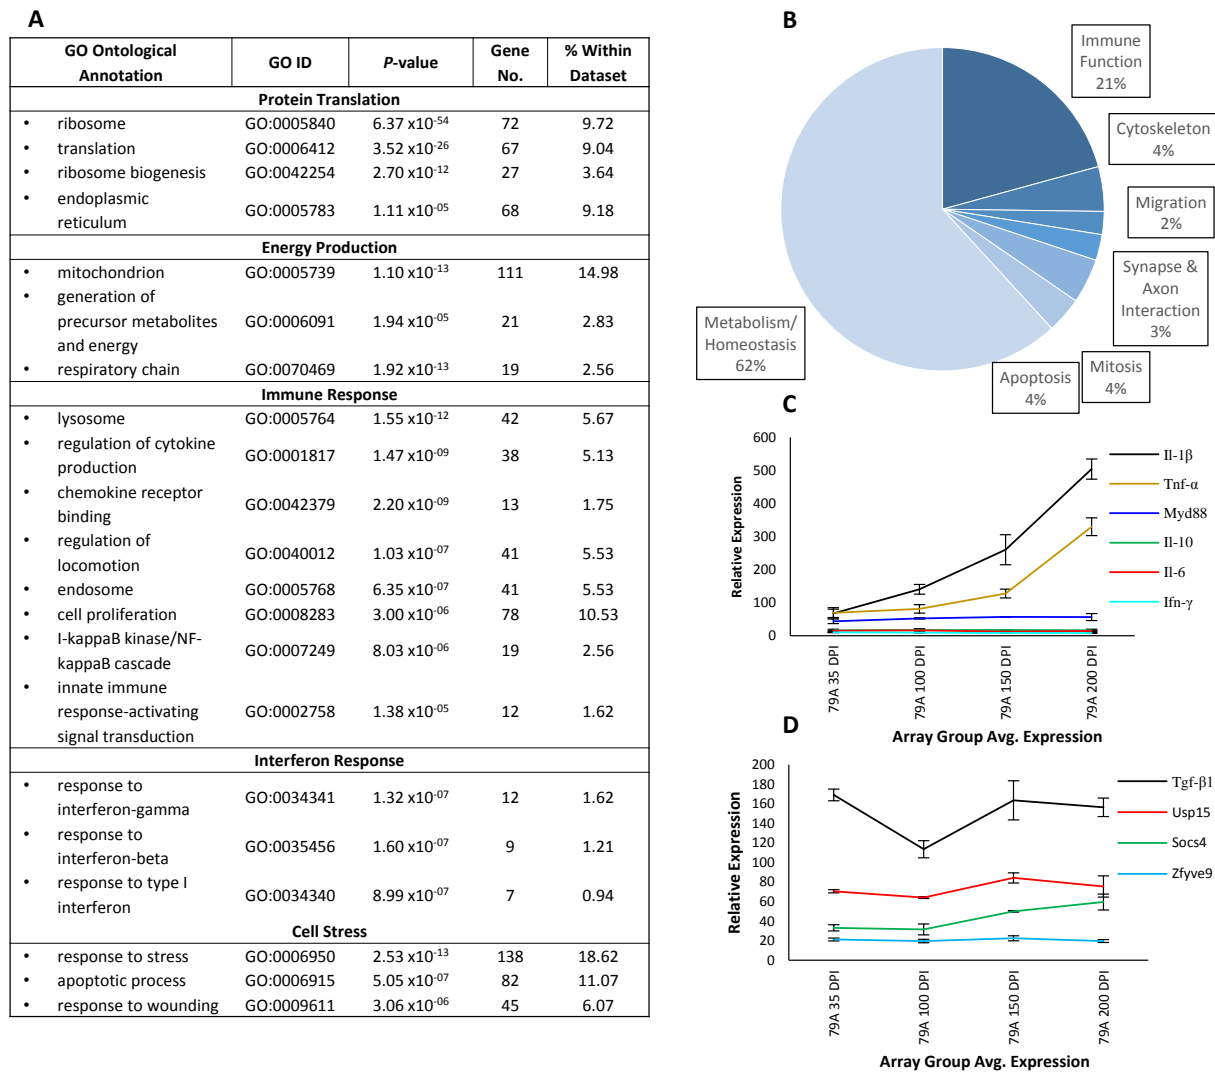 A
GO Ontological Annotation | GO ID | P-value | Gene No. | % Within Dataset
Protein Translation
• ribosome GO:0005840 6.37 x10-54 72 9.72
• translation GO:0006412 3.52 x10-26 67 9.04
• ribosome biogenesis GO:0042254 2.70 x10-12 27 3.64
• endoplasmic reticulum GO:0005783 1.11 x10-05 68 9.18
Energy Production
• mitochondrion GO:0005739 1.10 x10-13 111 14.98
• generation of precursor metabolites and energy GO:0006091 1.94 x10-05 21 2.83
• respiratory chain GO:0070469 1.92 x10-13 19 2.56
Immune Response
• lysosome GO:0005764 1.55 x10-12 42 5.67
• regulation of cytokine production GO:0001817 1.47 x10-09 38 5.13
• chemokine receptor binding GO:0042379 2.20 x10-09 13 1.75
• regulation of locomotion GO:0040012 1.03 x10-07 41 5.53
• endosome GO:0005768 6.35 x10-07 41 5.53
• cell proliferation GO:0008283 3.00 x10-06 78 10.53
• I-kappaB kinase/NF-kappaB cascade GO:0007249 8.03 x10-06 19 2.56
• innate immune response-activating signal transduction GO:0002758 1.38 x10-05 12 1.62
Interferon Response
• response to interferon-gamma GO:0034341 1.32 x10-07 12 1.62
• response to interferon-beta GO:0035456 1.60 x10-07 9 1.21
• response to type I interferon GO:0034340 8.99 x10-07 7 0.94
Cell Stress
• response to stress GO:0006950 2.53 x10-13 138 18.62
• apoptotic process GO:0006915 5.05 x10-07 82 11.07
• response to wounding GO:0009611 3.06 x10-06 45 6.07
B
Immune
Function
21%
Cytoskeleton
4%
Migration
2%
Synapse &
Axon
Interaction
3%
Mitosis
4%
Apoptosis
4%
Metabolism/
Homeostasis
62%
C
Relative Expression
600
500
400
300
200
100
0
79A 35 DPI
79A 100 DPI
79A 150 DPI
79A 200 DPI
Array Group Avg. Expression
Il-1β
Tnf-α
Myd88
Il-10
Il-6
Ifn-γ
D
Relative Expression
200
180
160
140
120
100
80
60
40
20
0
79A 35 DPI
79A 100 DPI
79A 150 DPI
79A 200 DPI
Array Group Avg. Expression
Tgf-β1
Usp15
Socs4
Zfyve9